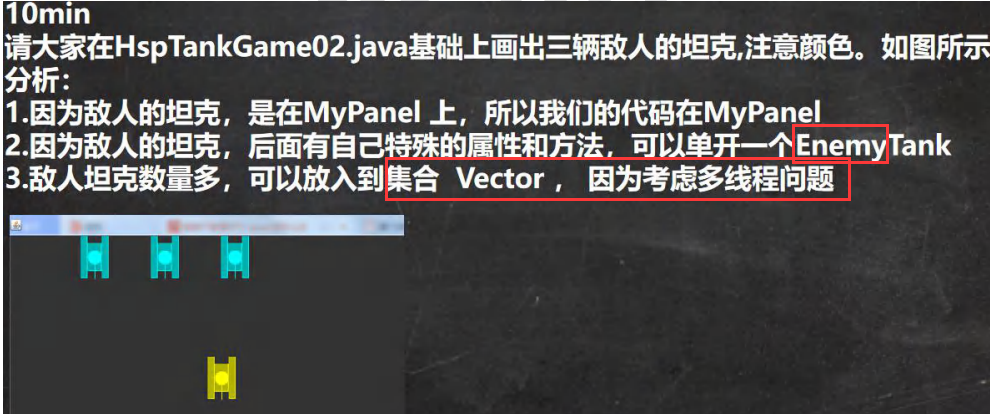 10min
请大家在HspTankGame02.java基础上画出三辆敌人的坦克,注意颜色。如图所示
分析：
1.因为敌人的坦克，是在MyPanel 上，所以我们的代码在MyPanel
2.因为敌人的坦克，后面有自己特殊的属性和方法，可以单开一个EnemyTank
3.敌人坦克数量多，可以放入到集合 Vector ， 因为考虑多线程问题